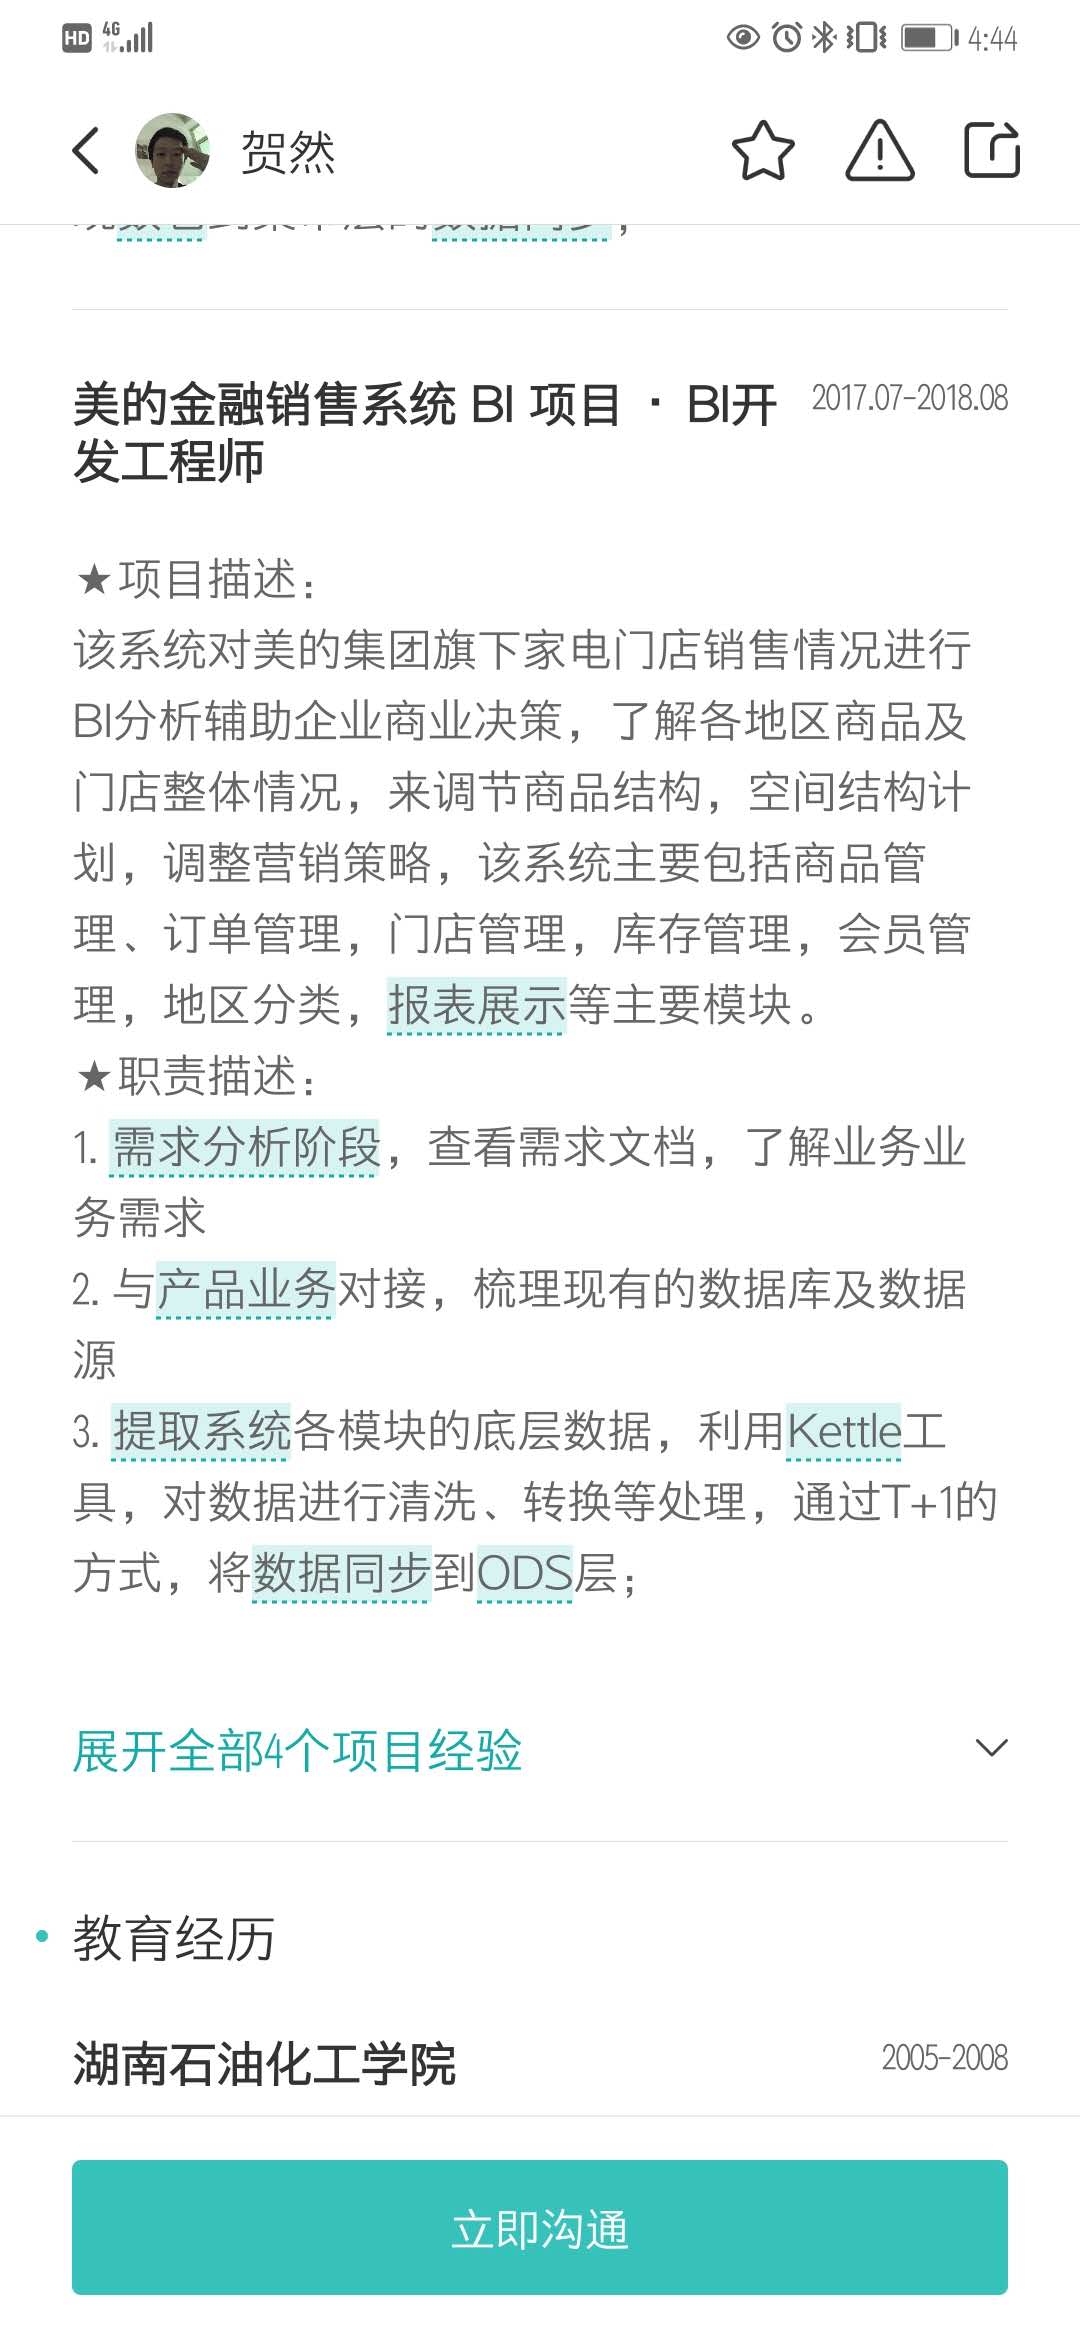 HD 4G 4:44
贺然
美的金融销售系统 BI 项目 · BI开 2017.07-2018.08
发工程师
★项目描述：
该系统对美的集团旗下家电门店销售情况进行
BI分析辅助企业商业决策，了解各地区商品及
门店整体情况，来调节商品结构，空间结构计
划，调整营销策略，该系统主要包括商品管
理、订单管理，门店管理，库存管理，会员管
理，地区分类，报表展示等主要模块。
★职责描述：
1. 需求分析阶段，查看需求文档，了解业务业
务需求
2. 与产品业务对接，梳理现有的数据库及数据
源
3. 提取系统各模块的底层数据，利用Kettle工
具，对数据进行清洗、转换等处理，通过T+1的
方式，将数据同步到ODS层；
展开全部4个项目经验
教育经历
湖南石油化工学院 2005-2008
立即沟通